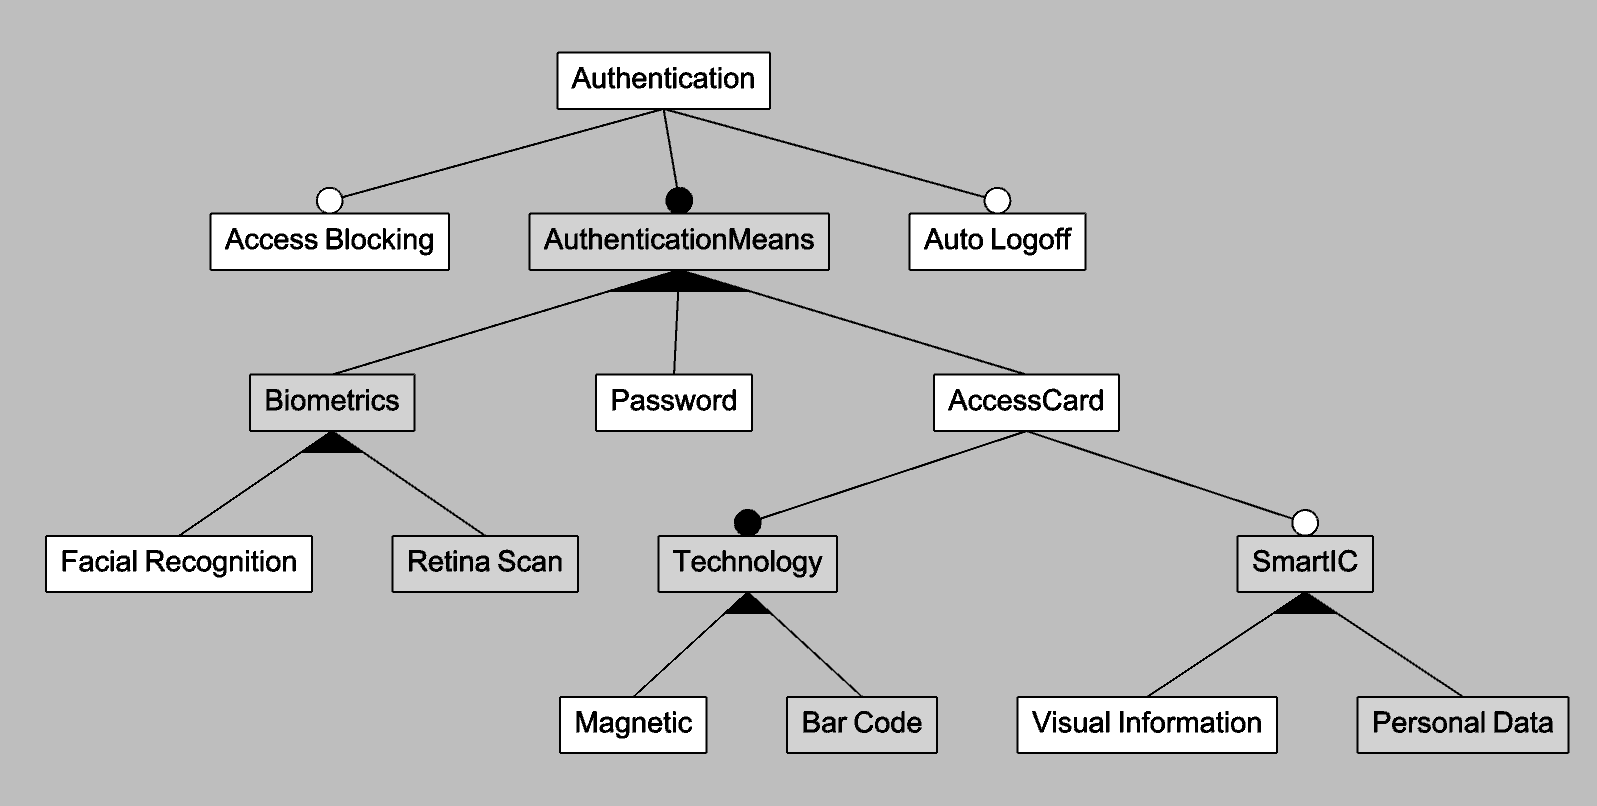 Authentication
Access Blocking
AuthenticationMeans
Auto Logoff
Biometrics
Password
AccessCard
Facial Recognition
Retina Scan
Technology
SmartIC
Magnetic
Bar Code
Visual Information
Personal Data